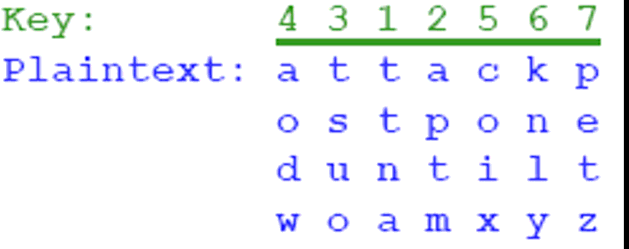 Key: 4 3 1 2 5 6 7
Plaintext: a t t a c k p
o s t p o n e
d u n t i l t
w o a m x y z